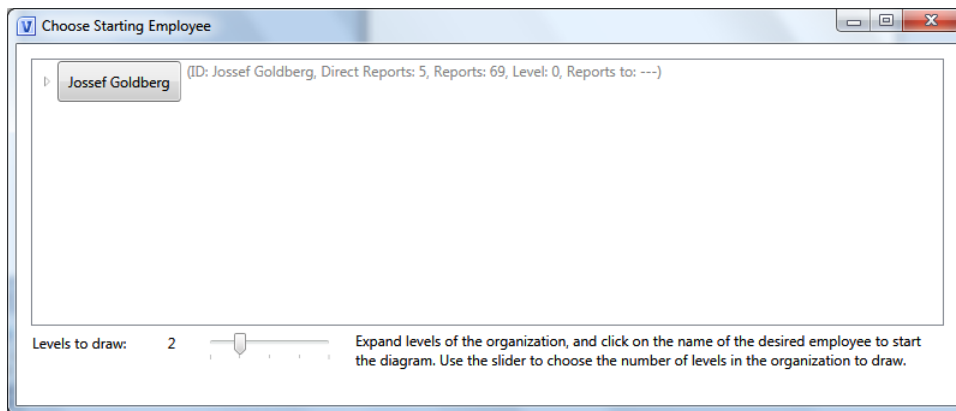 Choose Starting Employee
Jossef Goldberg (ID: Jossef Goldberg, Direct Reports: 5, Reports: 69, Level: 0, Reports to: ---)
Levels to draw: 2 Expand levels of the organization, and click on the name of the desired employee to start
the diagram. Use the slider to choose the number of levels in the organization to draw.